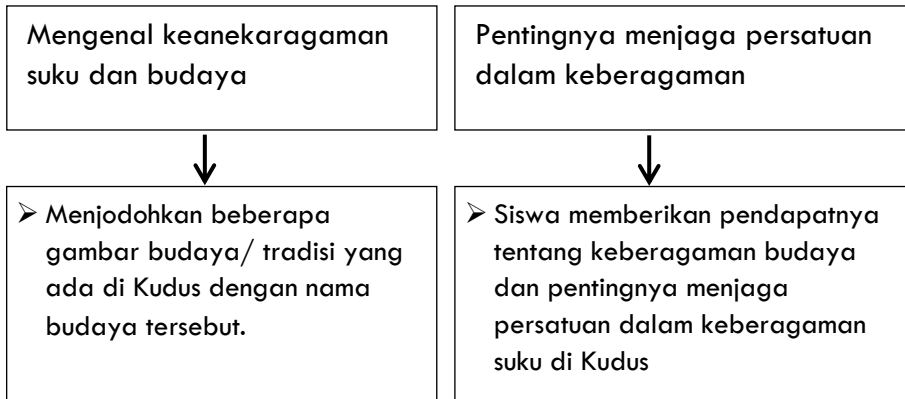 Mengenal keanekaragaman
suku dan budaya
Pentingnya menjaga persatuan
dalam keberagaman
➢ Menjodohkan beberapa
gambar budaya/ tradisi yang
ada di Kudus dengan nama
budaya tersebut.
➢ Siswa memberikan pendapatnya
tentang keberagaman budaya
dan pentingnya menjaga
persatuan dalam keberagaman
suku di Kudus